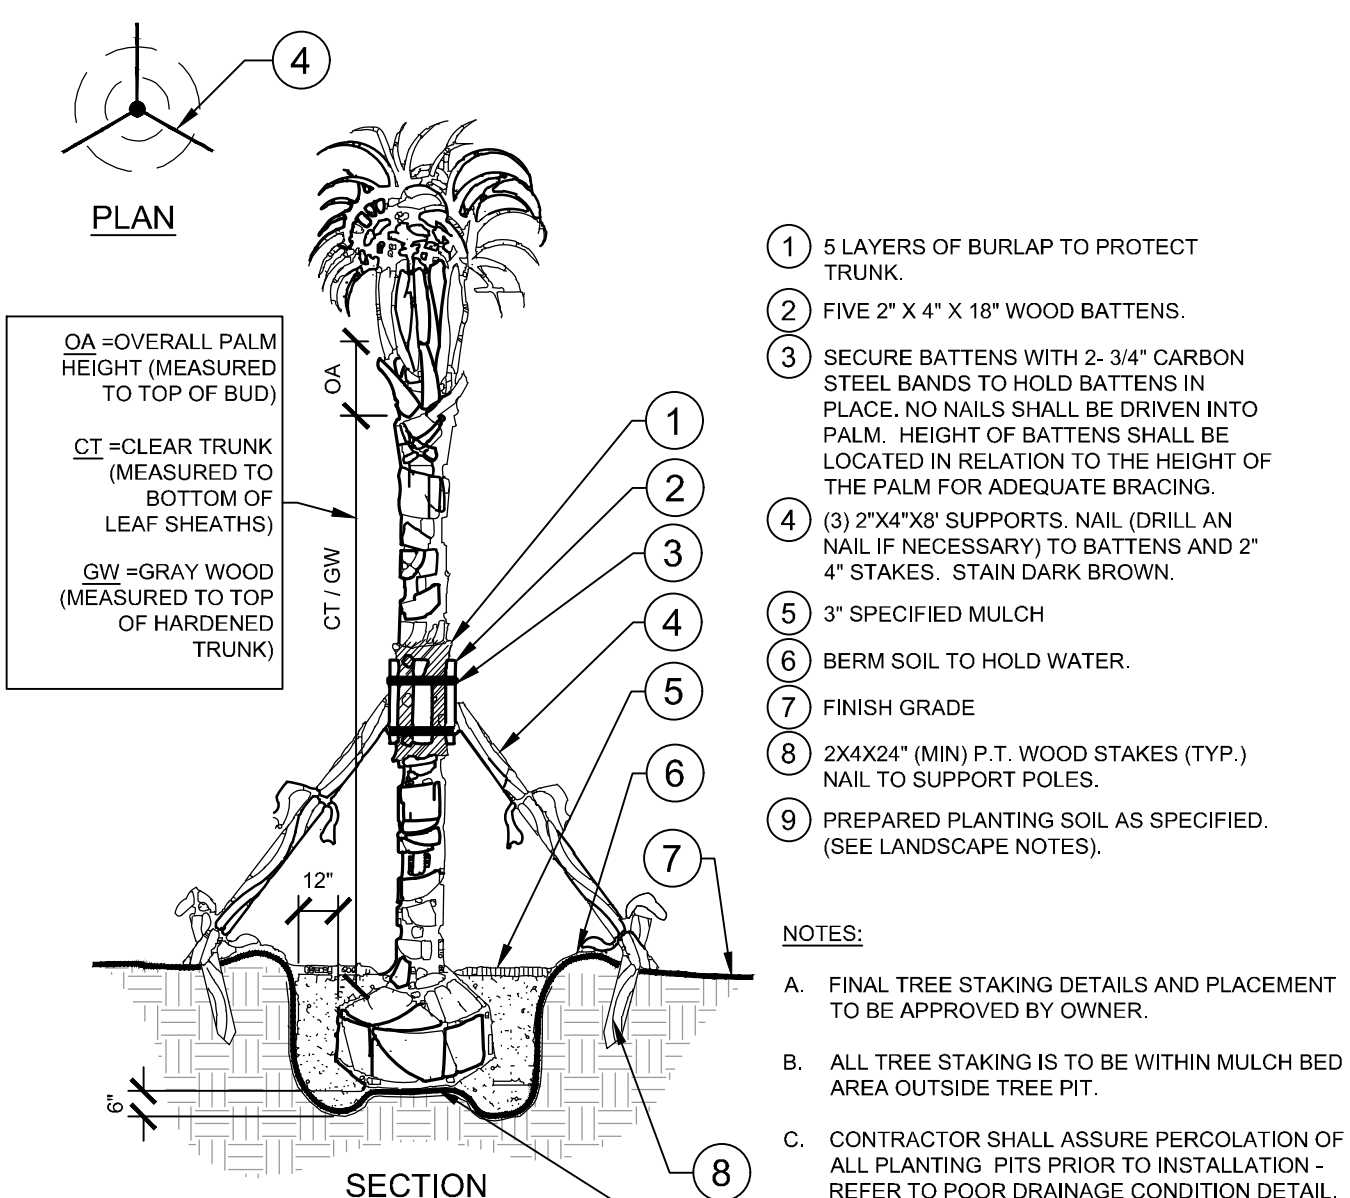 4
PLAN
OA =OVERALL PALM
HEIGHT (MEASURED
TO TOP OF BUD)
CT =CLEAR TRUNK
(MEASURED TO
BOTTOM OF
LEAF SHEATHS)
GW =GRAY WOOD
(MEASURED TO TOP
OF HARDENED
TRUNK)
OA
CT / GW
1
2
3
4
5
6
7
12"
6"
8
SECTION
1 5 LAYERS OF BURLAP TO PROTECT
TRUNK.
2 FIVE 2" X 4" X 18" WOOD BATTENS.
3 SECURE BATTENS WITH 2- 3/4" CARBON
STEEL BANDS TO HOLD BATTENS IN
PLACE. NO NAILS SHALL BE DRIVEN INTO
PALM. HEIGHT OF BATTENS SHALL BE
LOCATED IN RELATION TO THE HEIGHT OF
THE PALM FOR ADEQUATE BRACING.
4 (3) 2"X4"X8' SUPPORTS. NAIL (DRILL AN
NAIL IF NECESSARY) TO BATTENS AND 2"
4" STAKES. STAIN DARK BROWN.
5 3" SPECIFIED MULCH
6 BERM SOIL TO HOLD WATER.
7 FINISH GRADE
8 2X4X24" (MIN) P.T. WOOD STAKES (TYP.)
NAIL TO SUPPORT POLES.
9 PREPARED PLANTING SOIL AS SPECIFIED.
(SEE LANDSCAPE NOTES).
NOTES:
A. FINAL TREE STAKING DETAILS AND PLACEMENT
TO BE APPROVED BY OWNER.
B. ALL TREE STAKING IS TO BE WITHIN MULCH BED
AREA OUTSIDE TREE PIT.
C. CONTRACTOR SHALL ASSURE PERCOLATION OF
ALL PLANTING PITS PRIOR TO INSTALLATION -
REFER TO POOR DRAINAGE CONDITION DETAIL.